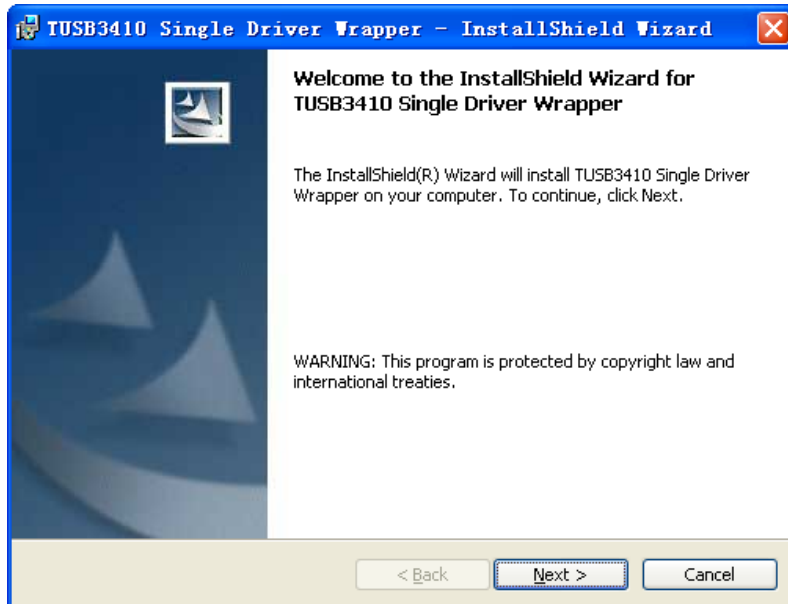 TUSB3410 Single Driver Wrapper - InstallShield Wizard
Welcome to the InstallShield Wizard for
TUSB3410 Single Driver Wrapper
The InstallShield(R) Wizard will install TUSB3410 Single Driver
Wrapper on your computer. To continue, click Next.
WARNING: This program is protected by copyright law and
international treaties.
< Back Next > Cancel